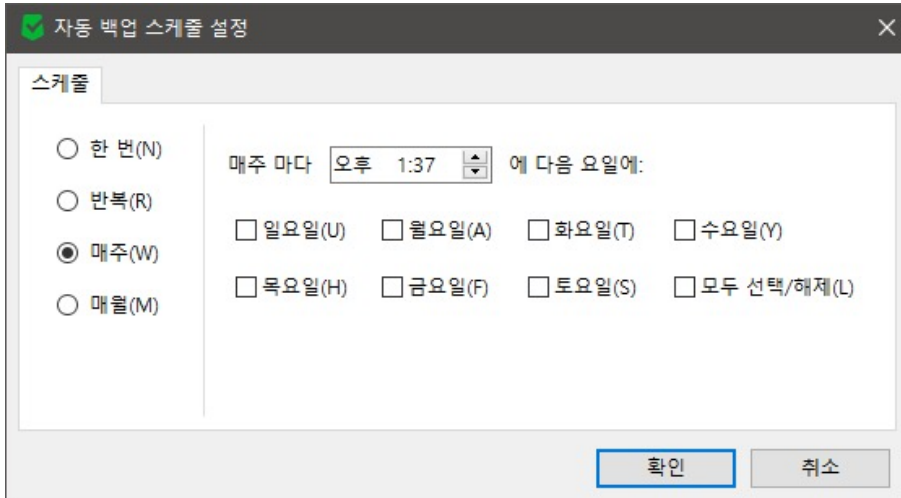 자동 백업 스케줄 설정
스케줄
한 번(N)
반복(R)
매주(W)
매월(M)
매주 마다 오후 1:37 에 다음 요일에:
일요일(U) 월요일(A) 화요일(T) 수요일(Y)
목요일(H) 금요일(F) 토요일(S) 모두 선택/해제(L)
확인 취소